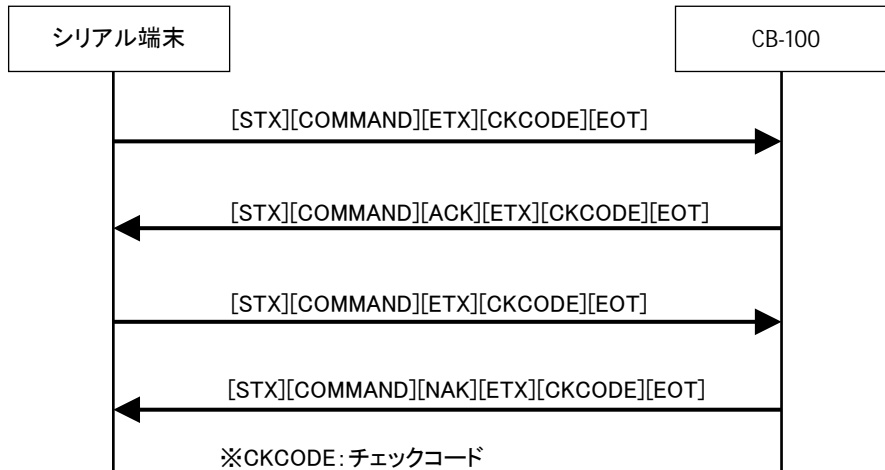 シリアル端末
CB-100
[STX][COMMAND][ETX][CKCODE][EOT]
[STX][COMMAND][ACK][ETX][CKCODE][EOT]
[STX][COMMAND][ETX][CKCODE][EOT]
[STX][COMMAND][NAK][ETX][CKCODE][EOT]
※CKCODE:チェックコード